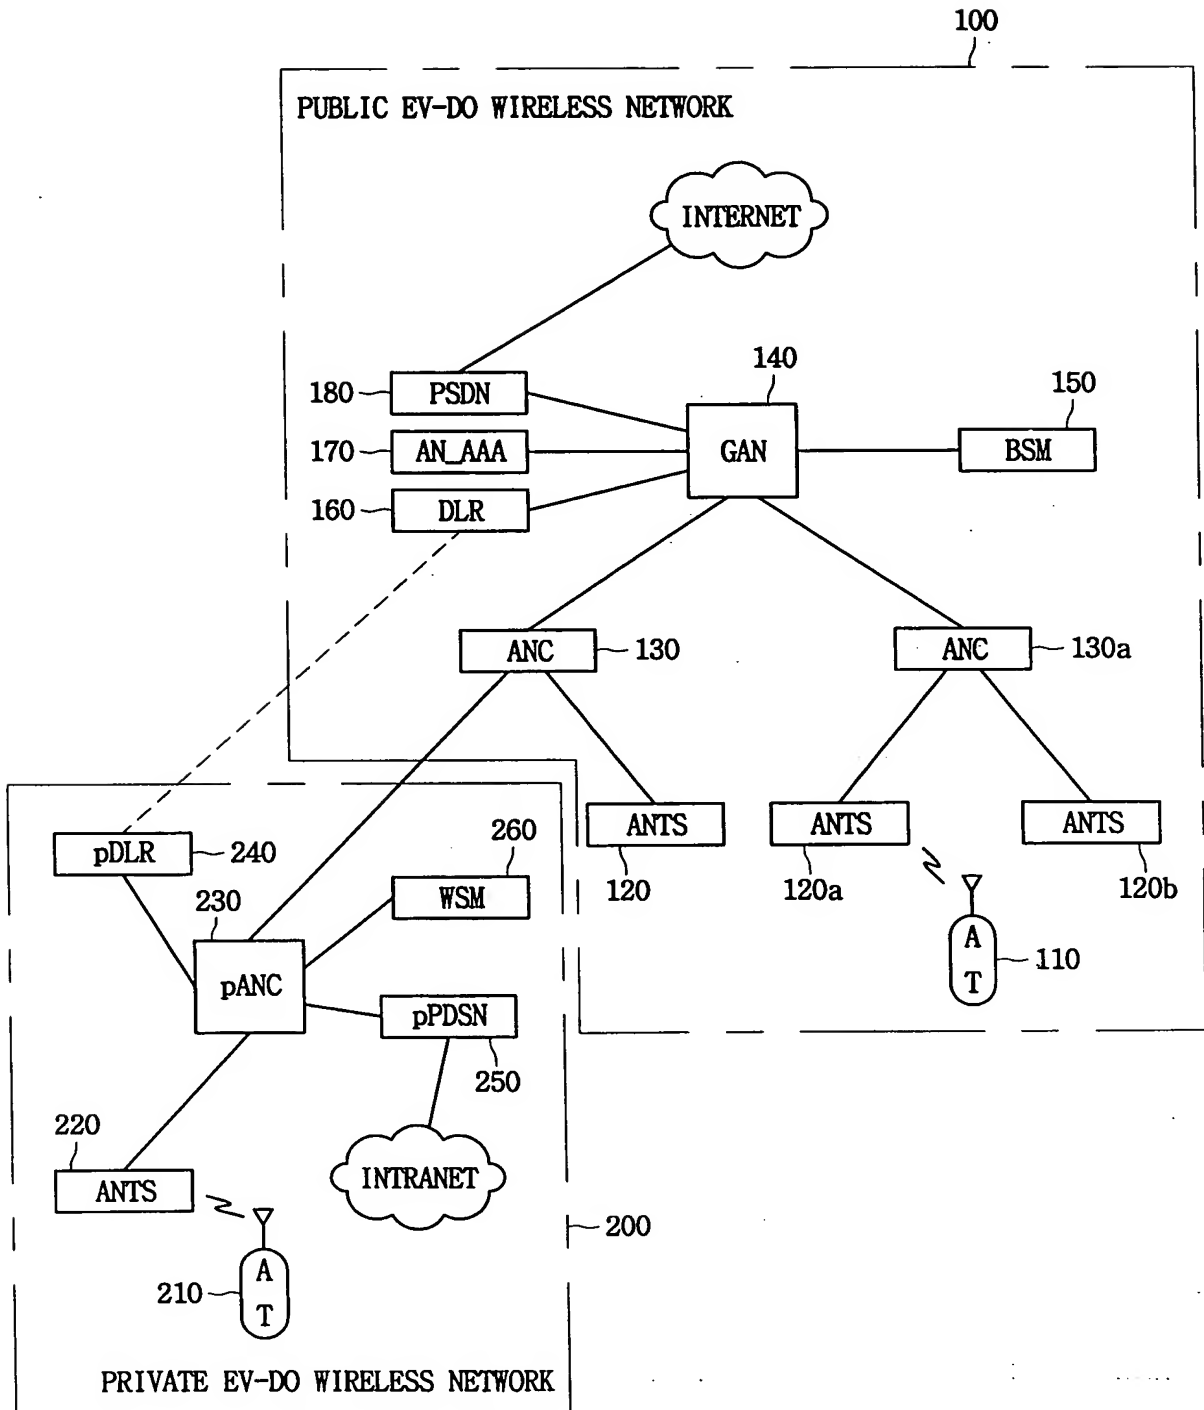 100
PUBLIC EV-DO WIRELESS NETWORK
INTERNET
140
180 PSDN
150
170 AN_AAA
GAN
BSM
160 DLR
ANC 130
ANC 130a
pDLR 240
260
ANTS
ANTS
ANTS
WSM
120
120a
120b
230
A
T
110
pANC
pPDSN
250
220
ANTS
INTRANET
200
210
A
T
PRIVATE EV-DO WIRELESS NETWORK